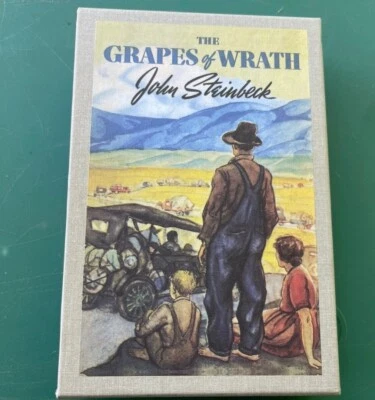 THE
GRAPES of WRATH
John Steinbeck